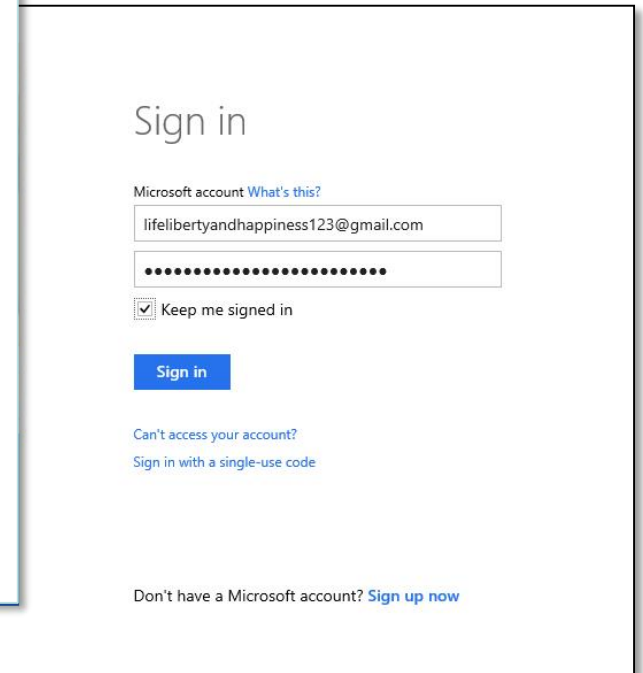 Sign in
Microsoft account What's this?
lifelibertyandhappiness123@gmail.com
●●●●●●●●●●●●●●●●●●●●●●●●●
Keep me signed in
Sign in
Can't access your account?
Sign in with a single-use code
Don't have a Microsoft account? Sign up now